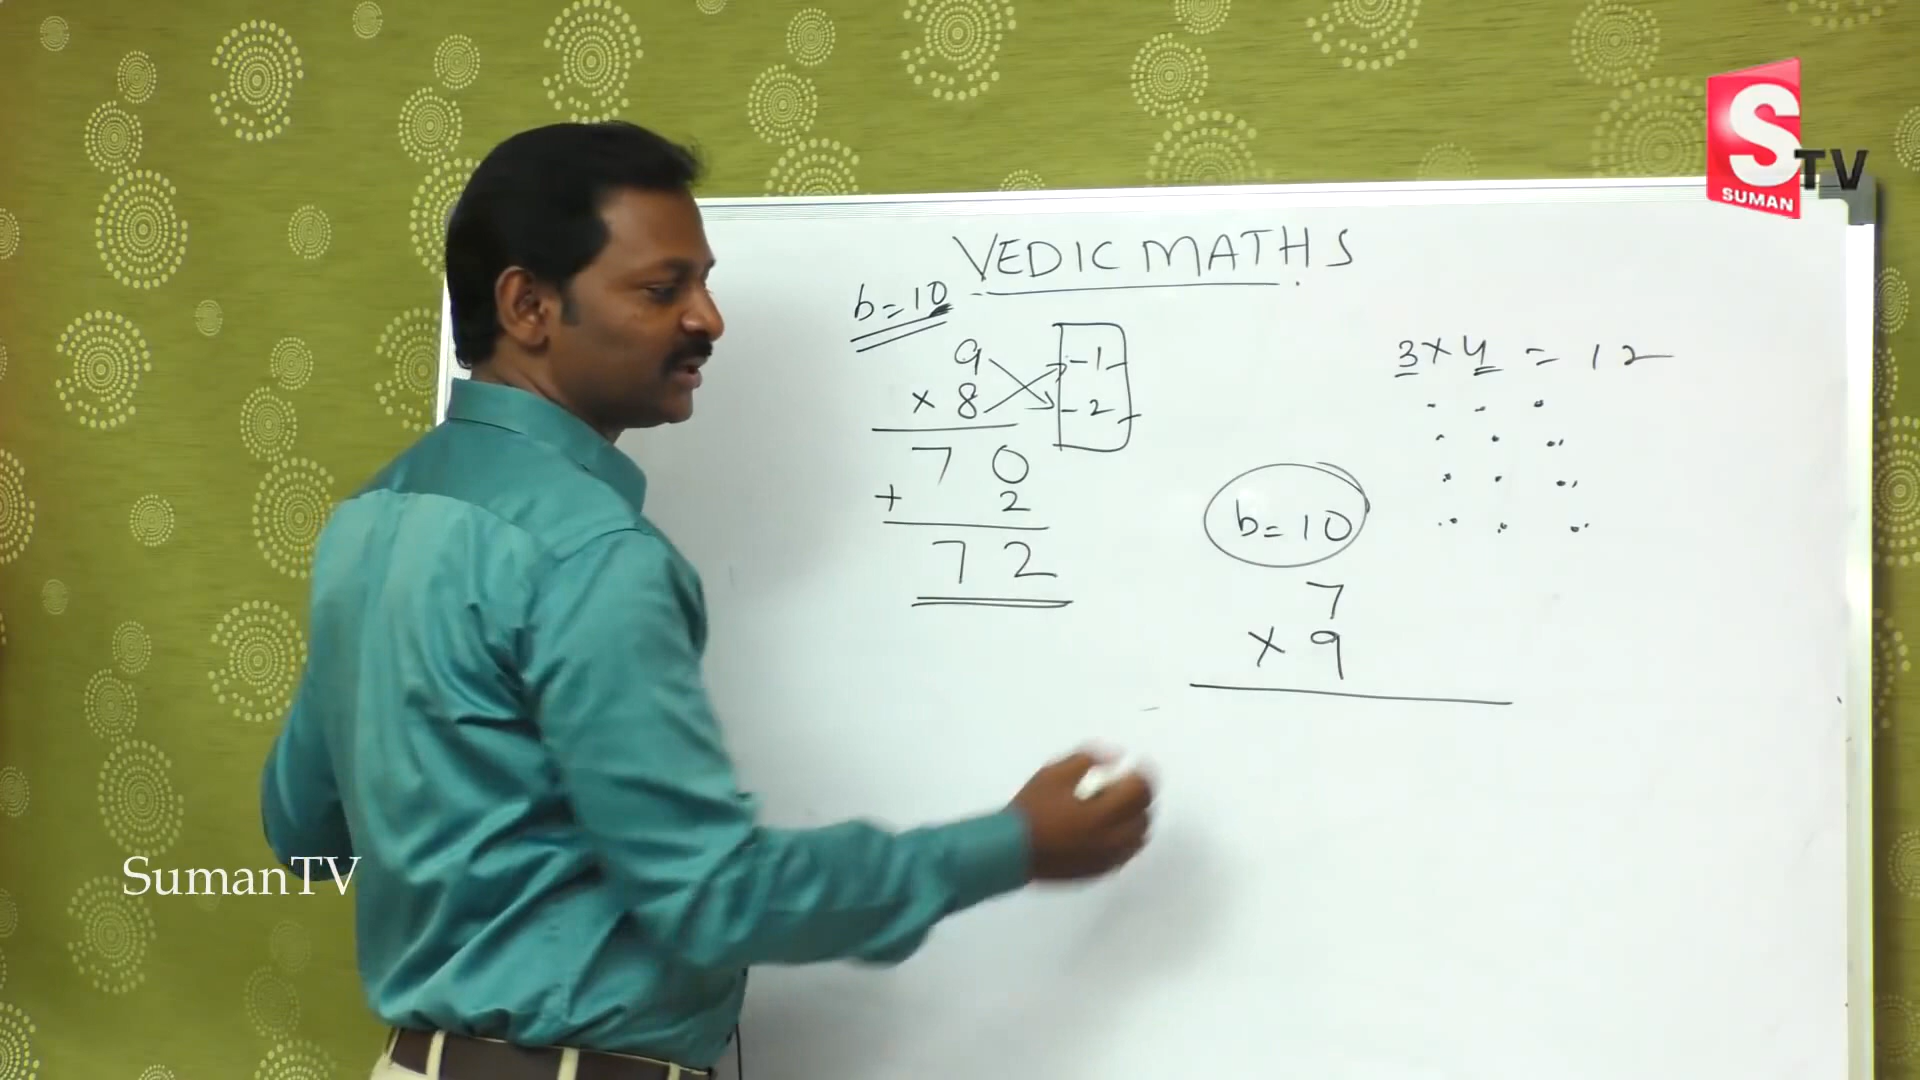 S TV
SUMAN
VEDIC MATHS
b=10
9 -1
× 8 -2
7 0
+ 2
7 2
3 × 4 = 12
b=10
7
× 9
SumanTV